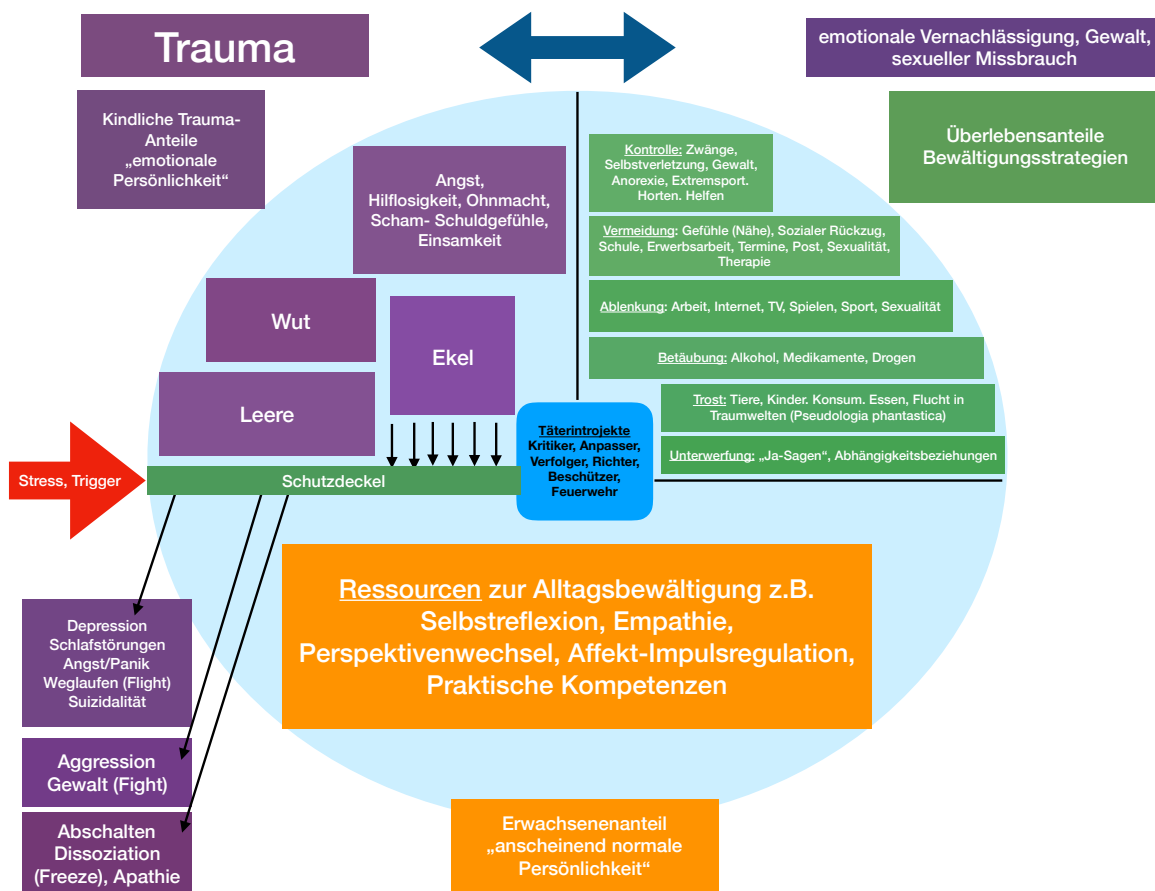 Trauma
emotionale Vernachlässigung, Gewalt,
sexueller Missbrauch
Kindliche Trauma-
Anteile
„emotionale
Persönlichkeit“
Überlebensanteile
Bewältigungsstrategien
Angst,
Hilflosigkeit, Ohnmacht,
Scham- Schuldgefühle,
Einsamkeit
Kontrolle: Zwänge,
Selbstverletzung, Gewalt,
Anorexie, Extremsport.
Horten. Helfen
Vermeidung: Gefühle (Nähe), Sozialer Rückzug,
Schule, Erwerbsarbeit, Termine, Post, Sexualität,
Therapie
Wut
Ekel
Ablenkung: Arbeit, Internet, TV, Spielen, Sport, Sexualität
Betäubung: Alkohol, Medikamente, Drogen
Leere
Trost: Tiere, Kinder. Konsum. Essen, Flucht in
Traumwelten (Pseudologia phantastica)
Täterintrojekte
Kritiker, Anpasser,
Verfolger, Richter,
Beschützer,
Feuerwehr
Unterwerfung: „Ja-Sagen“, Abhängigkeitsbeziehungen
Stress, Trigger
Schutzdeckel
Ressourcen zur Alltagsbewältigung z.B.
Selbstreflexion, Empathie,
Perspektivenwechsel, Affekt-Impulsregulation,
Praktische Kompetenzen
Depression
Schlafstörungen
Angst/Panik
Weglaufen (Flight)
Suizidalität
Aggression
Gewalt (Fight)
Abschalten
Dissoziation
(Freeze), Apathie
Erwachsenenanteil
„anscheinend normale
Persönlichkeit“